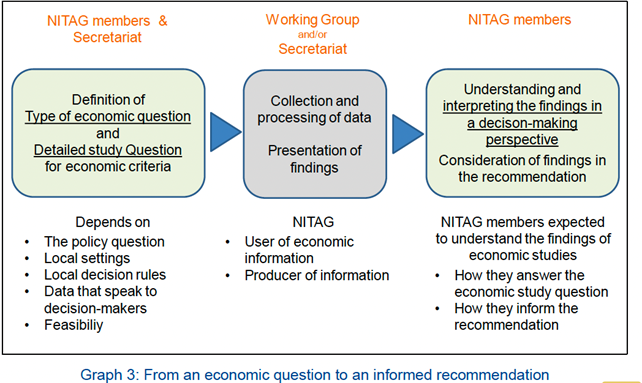 NITAG members &
Secretariat
Working Group
and/or
Secretariat
NITAG members
Definition of
Type of economic question
and
Detailed study Question
for economic criteria
Collection and
processing of data
Presentation of
findings
Understanding and
interpreting the findings in
a decison-making
perspective
Consideration of findings in
the recommendation
Depends on
• The policy question
• Local settings
• Local decision rules
• Data that speak to
decision-makers
• Feasibiliy
NITAG
• User of economic
information
• Producer of information
NITAG members expected
to understand the findings of
economic studies
• How they answer the
economic study question
• How they inform the
recommendation
Graph 3: From an economic question to an informed recommendation